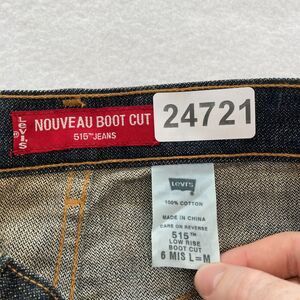 LEVI'S
NOUVEAU BOOT CUT
515™ JEANS
24721
Levi's
100% COTTON
MADE IN CHINA
CARE ON REVERSE
515™
LOW RISE
BOOT CUT
6 MIS L=M